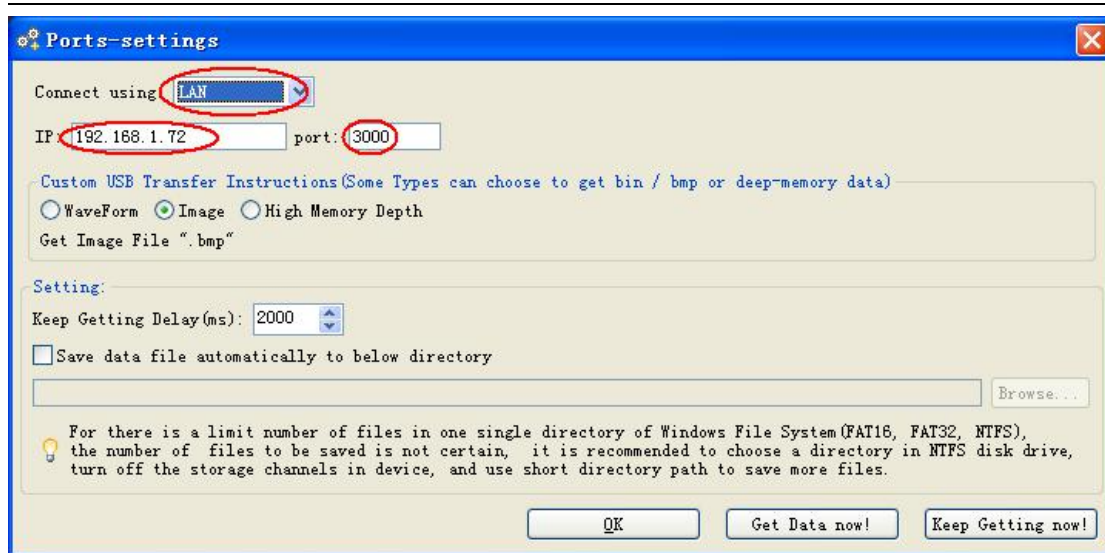 Ports-settings
Connect using LAN
IP: 192.168.1.72 port: 3000
Custom USB Transfer Instructions(Some Types can choose to get bin / bmp or deep-memory data)
WaveForm Image High Memory Depth
Get Image File ".bmp"
Setting:
Keep Getting Delay(ms): 2000
Save data file automatically to below directory
Browse...
For there is a limit number of files in one single directory of Windows File System(FAT16, FAT32, NTFS),
the number of files to be saved is not certain, it is recommended to choose a directory in NTFS disk drive,
turn off the storage channels in device, and use short directory path to save more files.
OK Get Data now! Keep Getting now!